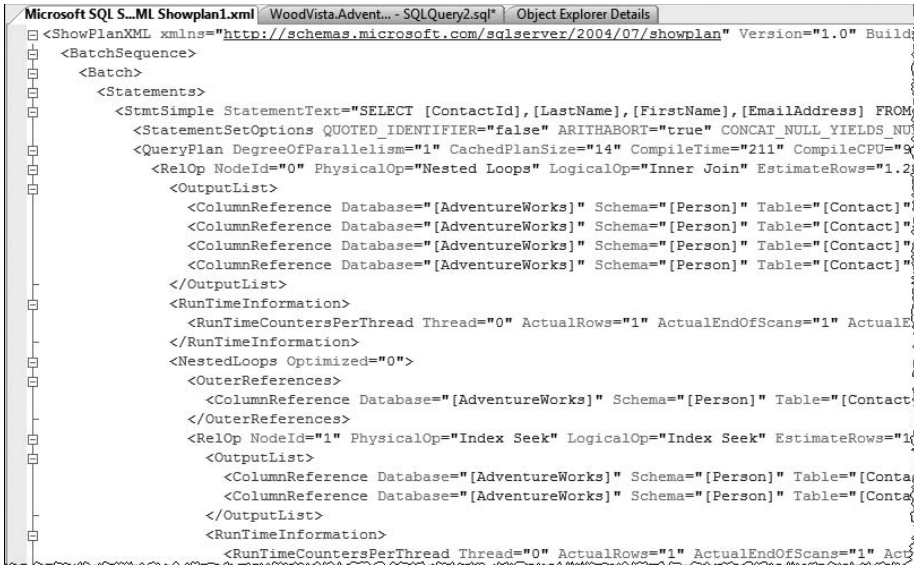 Microsoft SQL S...ML Showplan1.xml WoodVista.Advent... - SQLQuery2.sql* Object Explorer Details
<ShowPlanXML xmlns="http://schemas.microsoft.com/sqlserver/2004/07/showplan" Version="1.0" Build
<BatchSequence>
<Batch>
<Statements>
<StmtSimple StatementText="SELECT [ContactId],[LastName],[FirstName],[EmailAddress] FROM
<StatementSetOptions QUOTED_IDENTIFIER="false" ARITHABORT="true" CONCAT_NULL_YIELDS_NU
<QueryPlan DegreeOfParallelism="1" CachedPlanSize="14" CompileTime="211" CompileCPU="9
<RelOp NodeId="0" PhysicalOp="Nested Loops" LogicalOp="Inner Join" EstimateRows="1.2
<OutputList>
<ColumnReference Database="[AdventureWorks]" Schema="[Person]" Table="[Contact]"
<ColumnReference Database="[AdventureWorks]" Schema="[Person]" Table="[Contact]"
<ColumnReference Database="[AdventureWorks]" Schema="[Person]" Table="[Contact]"
<ColumnReference Database="[AdventureWorks]" Schema="[Person]" Table="[Contact]"
</OutputList>
<RunTimeInformation>
<RunTimeCountersPerThread Thread="0" ActualRows="1" ActualEndOfScans="1" ActualE
</RunTimeInformation>
<NestedLoops Optimized="0">
<OuterReferences>
<ColumnReference Database="[AdventureWorks]" Schema="[Person]" Table="[Contact
</OuterReferences>
<RelOp NodeId="1" PhysicalOp="Index Seek" LogicalOp="Index Seek" EstimateRows="1
<OutputList>
<ColumnReference Database="[AdventureWorks]" Schema="[Person]" Table="[Conta
<ColumnReference Database="[AdventureWorks]" Schema="[Person]" Table="[Conta
</OutputList>
<RunTimeInformation>
<RunTimeCountersPerThread Thread="0" ActualRows="1" ActualEndOfScans="1" Act